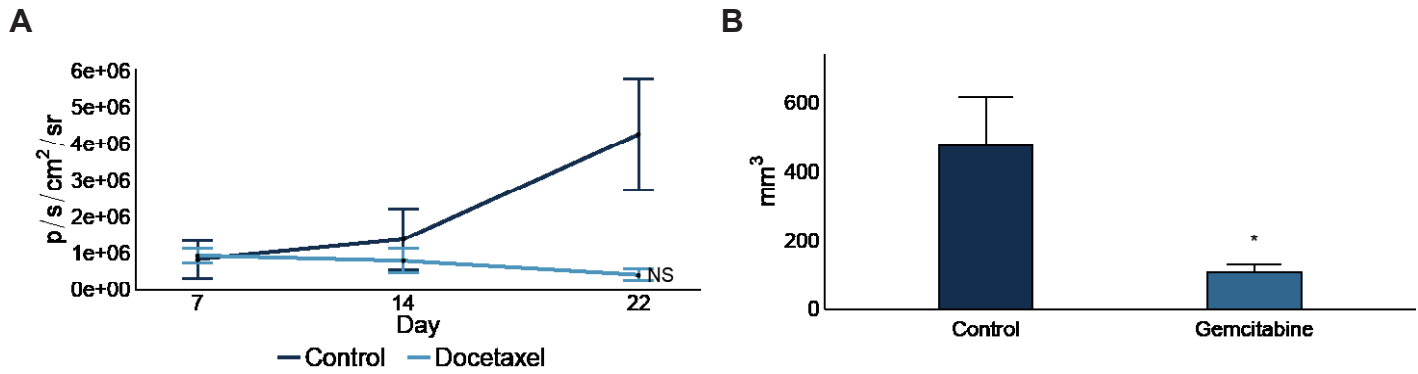 A
6e+06
5e+06
4e+06
3e+06
2e+06
1e+06
0e+00
p/s/cm²/sr
NS
7 14 22
Day
Control Docetaxel
B
600
400
200
0
mm³
*
Control Gemcitabine